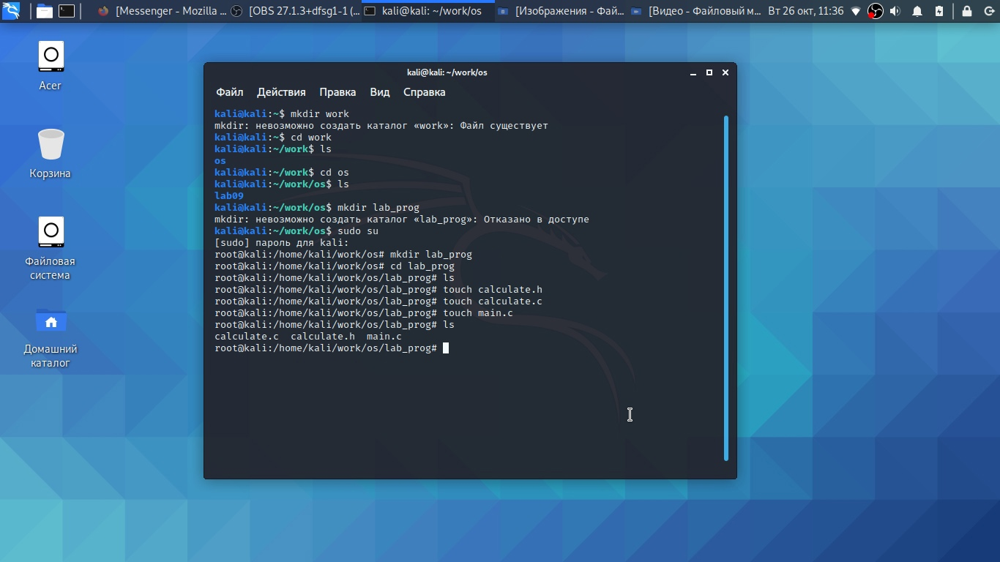 [Messenger - Mozilla ...
[OBS 27.1.3+dfsg1-1 (...
kali@kali: ~/work/os
[Изображения - Фай...
[Видео - Файловый м...
Вт 26 окт, 11:36
Acer
Корзина
Файловая
система
Домашний
каталог
kali@kali: ~/work/os
Файл Действия Правка Вид Справка
kali@kali:~$ mkdir work
mkdir: невозможно создать каталог «work»: Файл существует
kali@kali:~$ cd work
kali@kali:~/work$ ls
os
kali@kali:~/work$ cd os
kali@kali:~/work/os$ ls
lab09
kali@kali:~/work/os$ mkdir lab_prog
mkdir: невозможно создать каталог «lab_prog»: Отказано в доступе
kali@kali:~/work/os$ sudo su
[sudo] пароль для kali:
root@kali:/home/kali/work/os# mkdir lab_prog
root@kali:/home/kali/work/os# cd lab_prog
root@kali:/home/kali/work/os/lab_prog# ls
root@kali:/home/kali/work/os/lab_prog# touch calculate.h
root@kali:/home/kali/work/os/lab_prog# touch calculate.c
root@kali:/home/kali/work/os/lab_prog# touch main.c
root@kali:/home/kali/work/os/lab_prog# ls
calculate.c  calculate.h  main.c
root@kali:/home/kali/work/os/lab_prog#